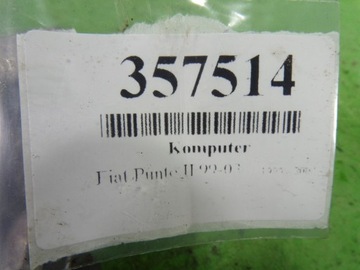 357514
Komputer
Fiat Punto II 99-03